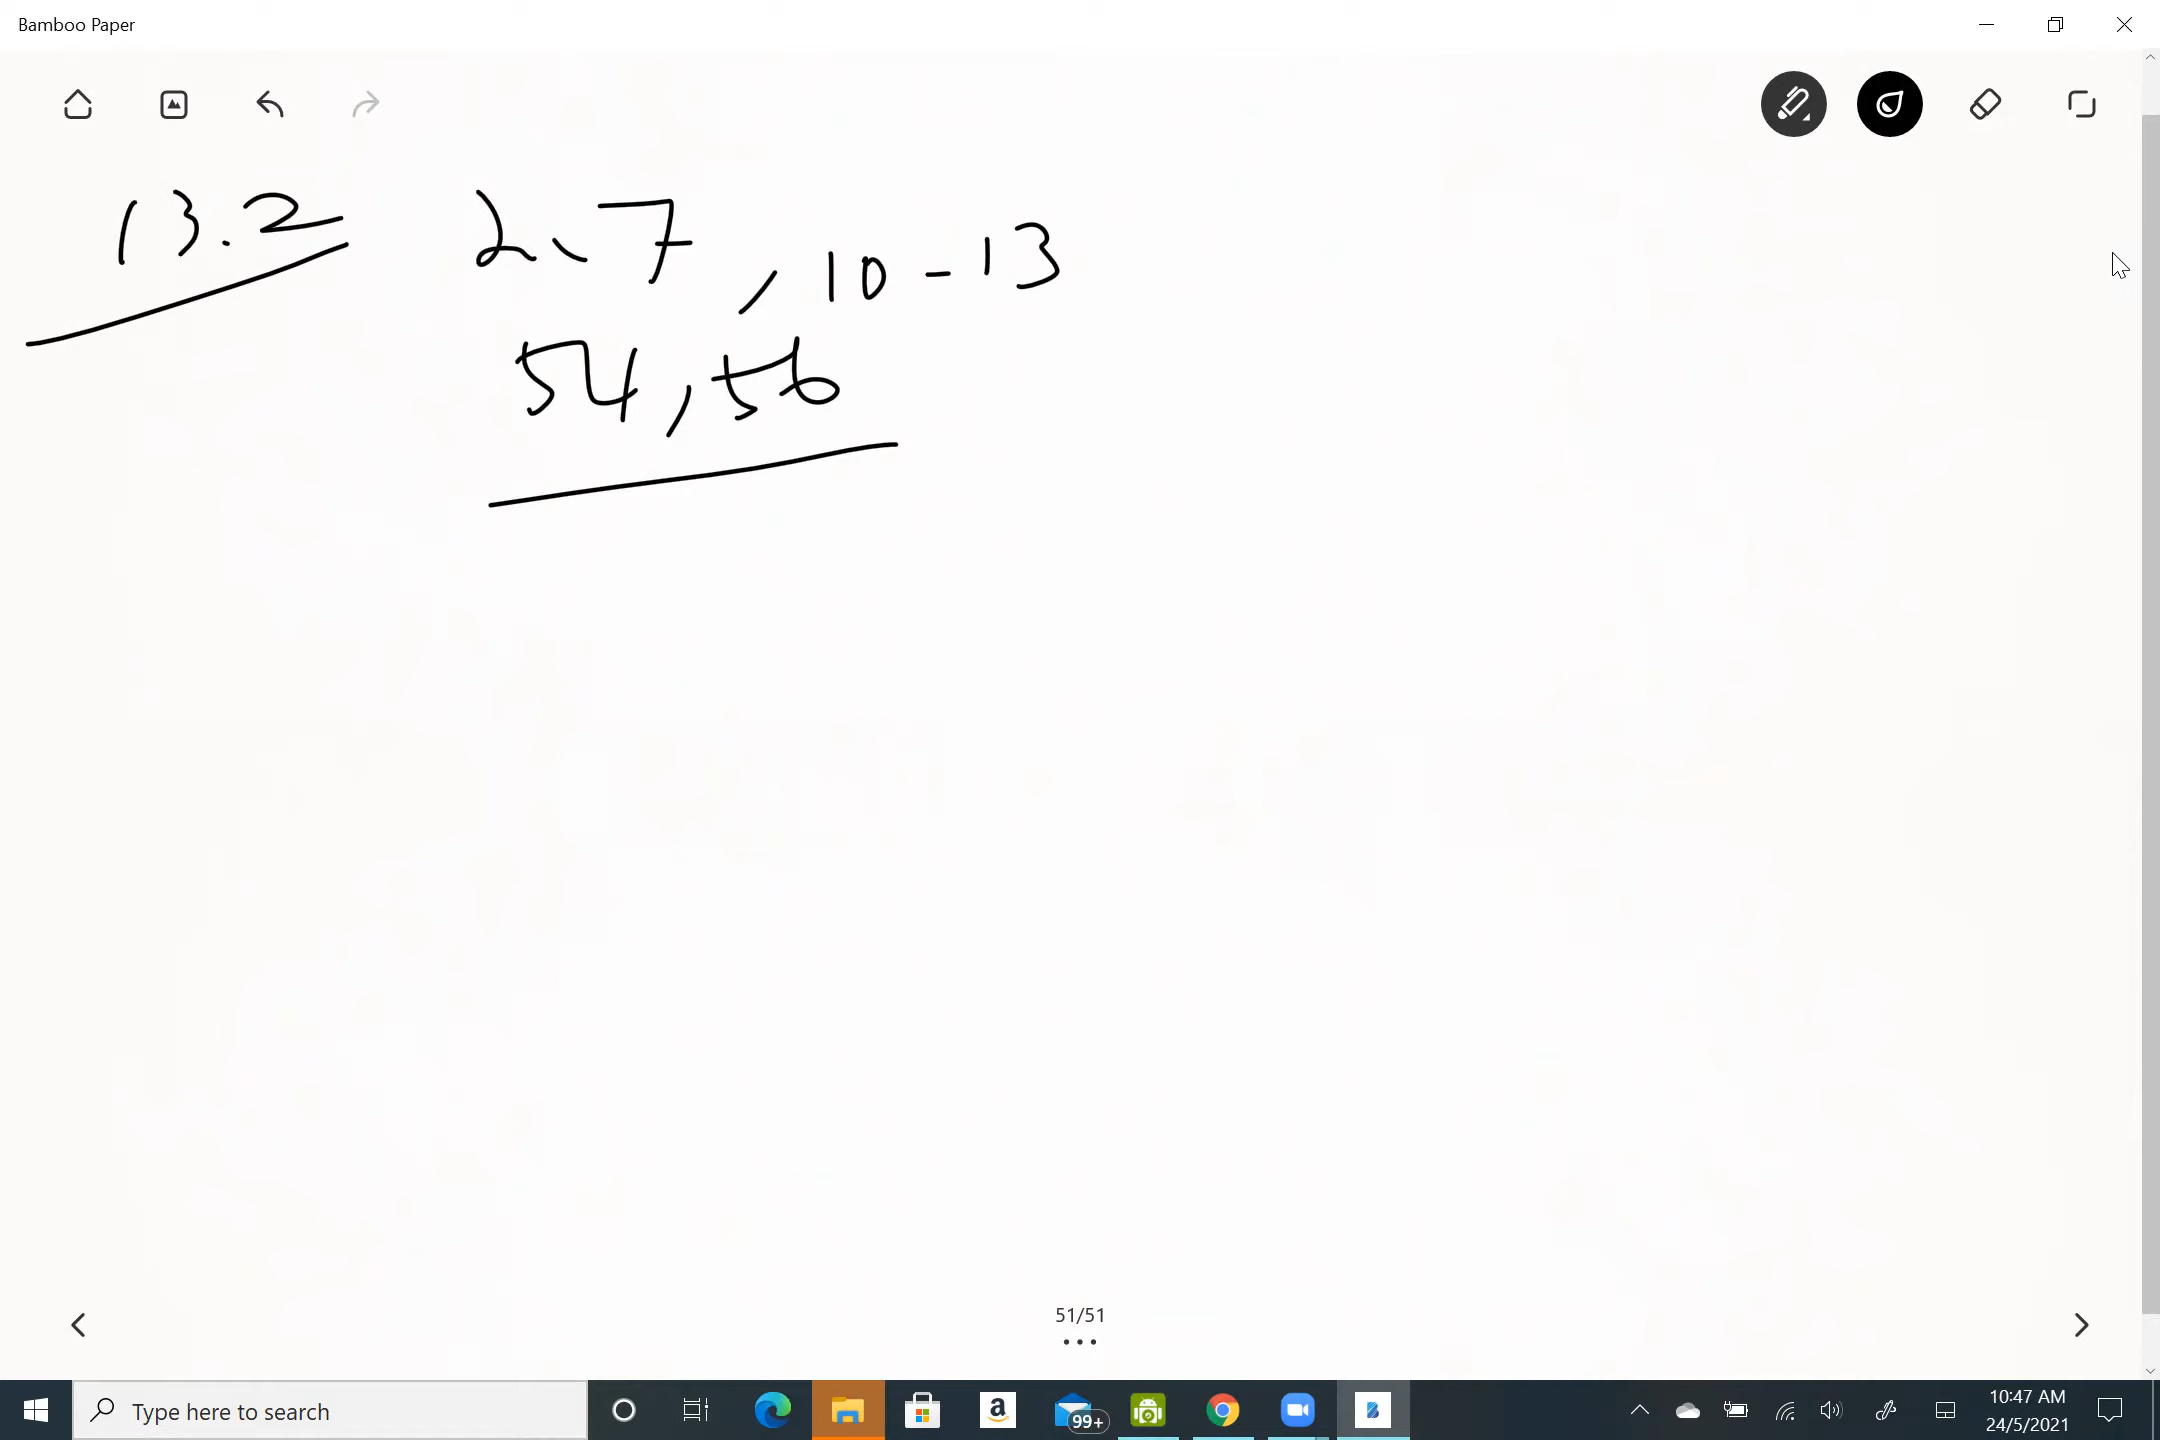 Bamboo Paper
13.2 2、7, 10-13
54, 56
51/51
Type here to search
99+
10:47 AM
24/5/2021